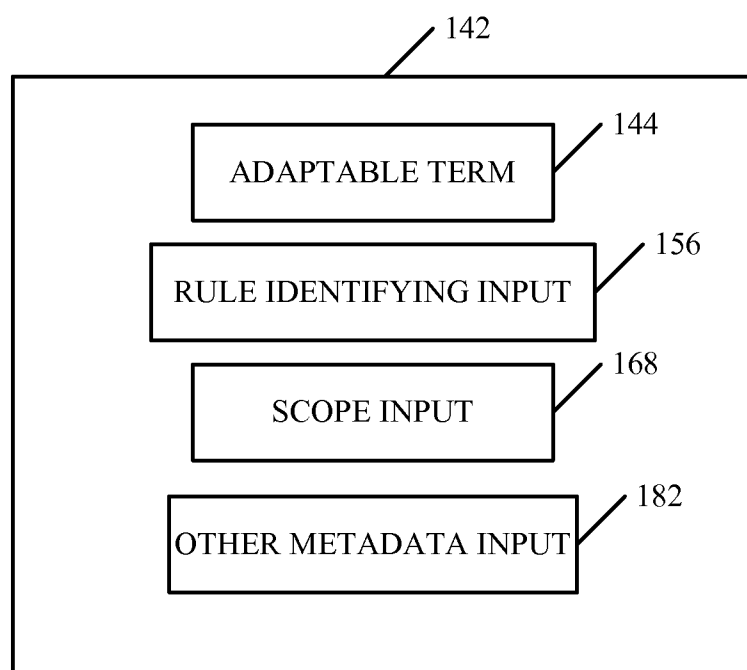 142
144
ADAPTABLE TERM
156
RULE IDENTIFYING INPUT
168
SCOPE INPUT
182
OTHER METADATA INPUT